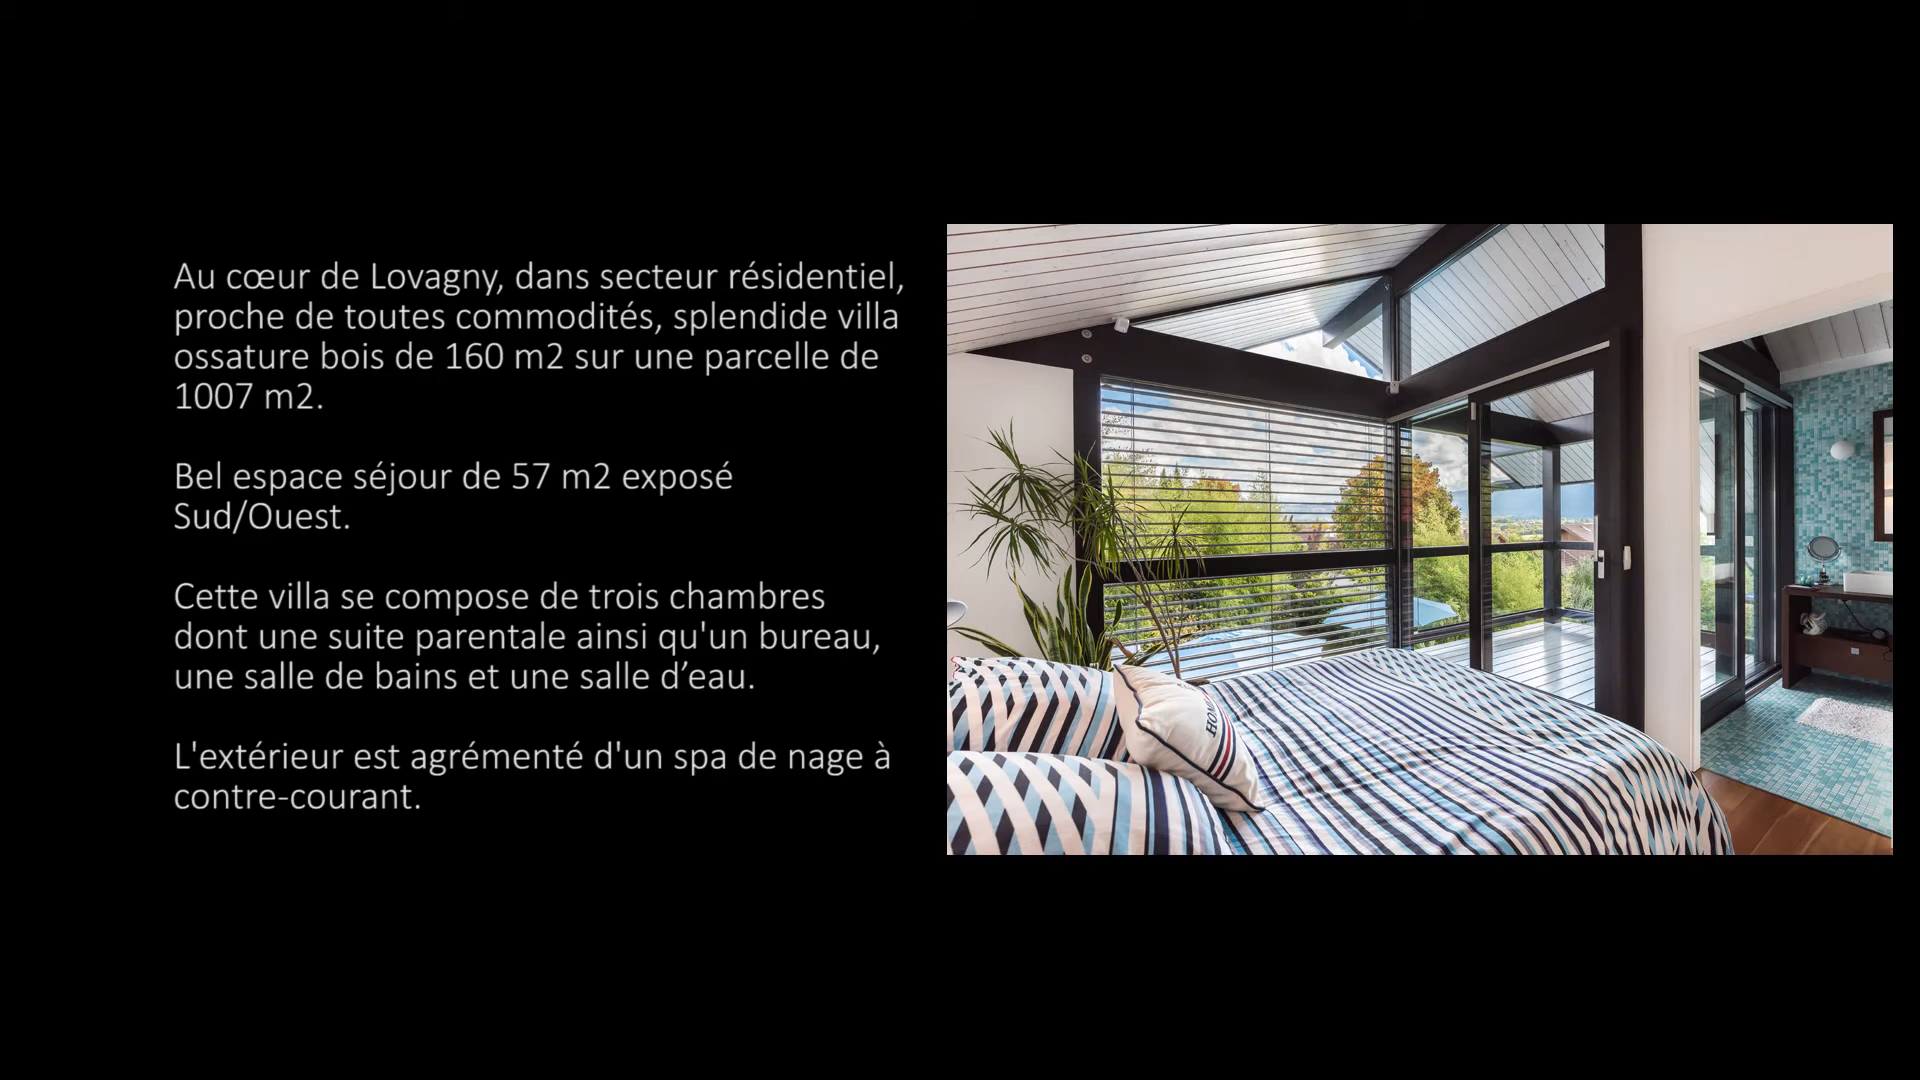 Au cœur de Lovagny, dans secteur résidentiel,
proche de toutes commodités, splendide villa
ossature bois de 160 m2 sur une parcelle de
1007 m2.
Bel espace séjour de 57 m2 exposé
Sud/Ouest.
Cette villa se compose de trois chambres
dont une suite parentale ainsi qu'un bureau,
une salle de bains et une salle d’eau.
L'extérieur est agrémenté d'un spa de nage à
contre-courant.